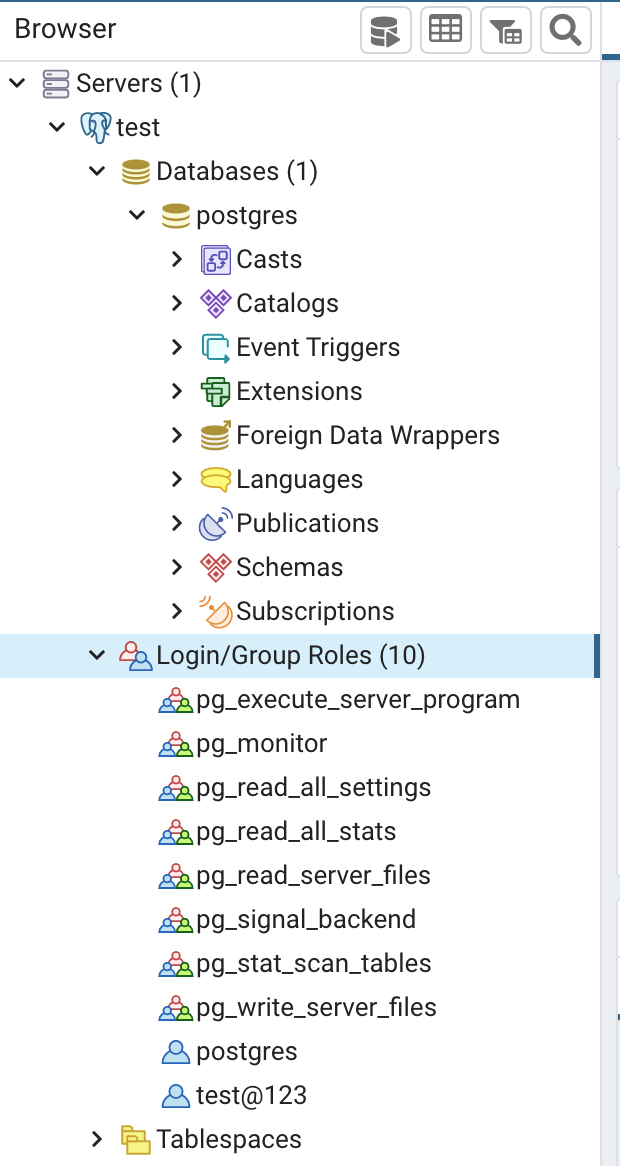 Browser
Servers (1)
test
Databases (1)
postgres
Casts
Catalogs
Event Triggers
Extensions
Foreign Data Wrappers
Languages
Publications
Schemas
Subscriptions
Login/Group Roles (10)
pg_execute_server_program
pg_monitor
pg_read_all_settings
pg_read_all_stats
pg_read_server_files
pg_signal_backend
pg_stat_scan_tables
pg_write_server_files
postgres
test@123
Tablespaces